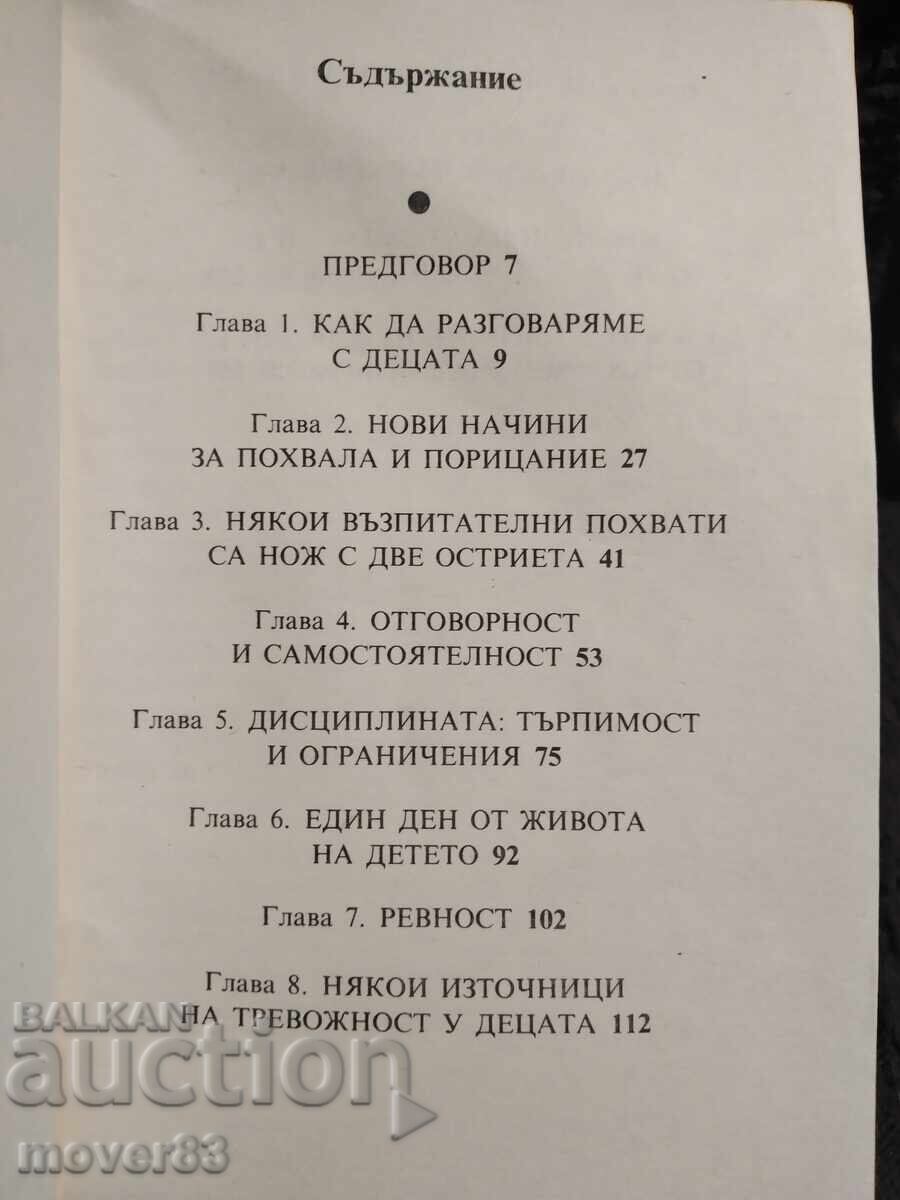 Съдържание
ПРЕДГОВОР 7
Глава 1. КАК ДА РАЗГОВАРЯМЕ
С ДЕЦАТА 9
Глава 2. НОВИ НАЧИНИ
ЗА ПОХВАЛА И ПОРИЦАНИЕ 27
Глава 3. НЯКОИ ВЪЗПИТАТЕЛНИ ПОХВАТИ
СА НОЖ С ДВЕ ОСТРИЕТА 41
Глава 4. ОТГОВОРНОСТ
И САМОСТОЯТЕЛНОСТ 53
Глава 5. ДИСЦИПЛИНАТА: ТЪРПИМОСТ
И ОГРАНИЧЕНИЯ 75
Глава 6. ЕДИН ДЕН ОТ ЖИВОТА
НА ДЕТЕТО 92
Глава 7. РЕВНОСТ 102
Глава 8. НЯКОИ ИЗТОЧНИЦИ
НА ТРЕВОЖНОСТ У ДЕЦАТА 112
BALKAN
auction
mover83